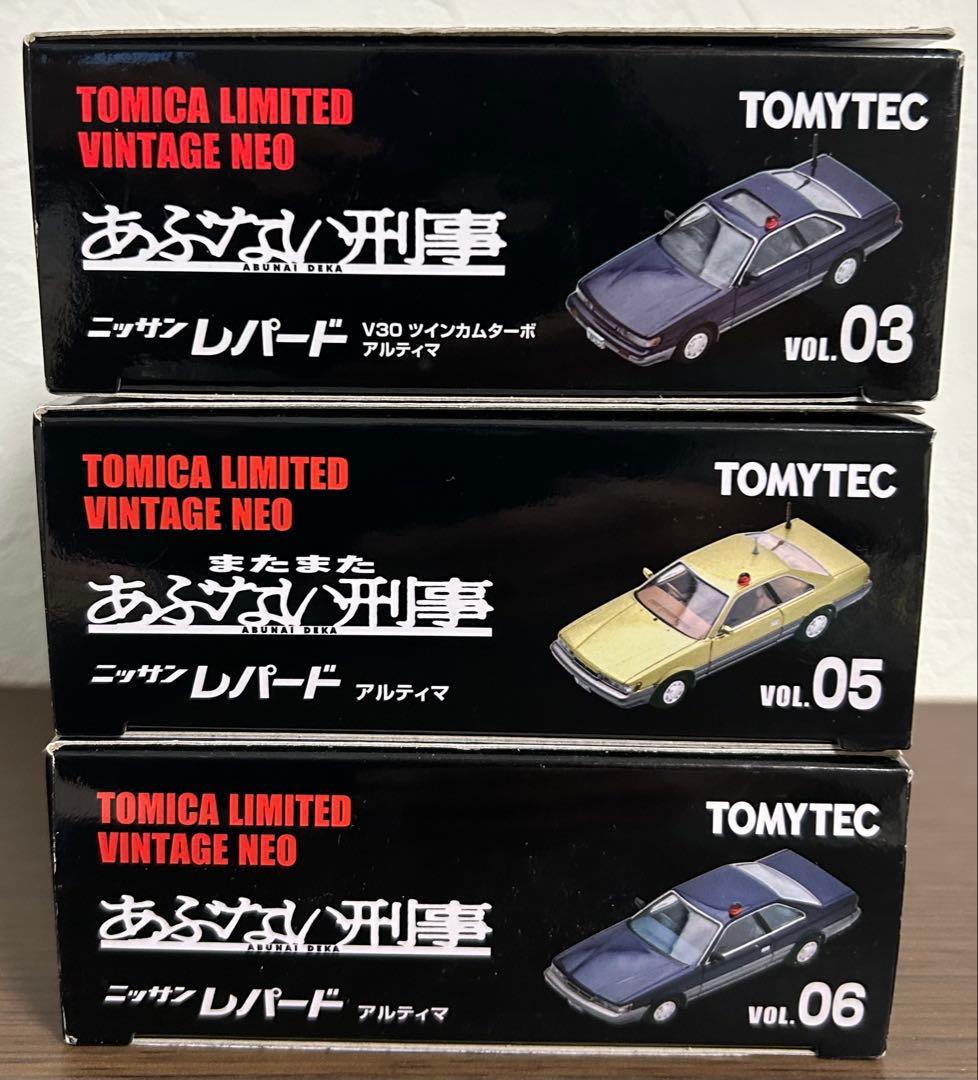 TOMICA LIMITED
VINTAGE NEO
TOMYTEC
あぶない刑事
ABUNAI DEKA
ニッサン レパード V30 ツインカムターボ
アルティマ
VOL.03
TOMICA LIMITED
VINTAGE NEO
TOMYTEC
またまた
あぶない刑事
ABUNAI DEKA
ニッサン レパード アルティマ
VOL.05
TOMICA LIMITED
VINTAGE NEO
TOMYTEC
あぶない刑事
ABUNAI DEKA
ニッサン レパード アルティマ
VOL.06